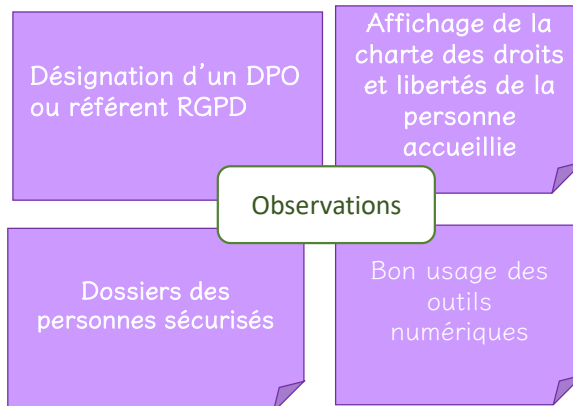 Désignation d'un DPO
ou référent RGPD
Affichage de la
charte des droits
et libertés de la
personne
accueillie
Observations
Dossiers des
personnes sécurisés
Bon usage des
outils
numériques